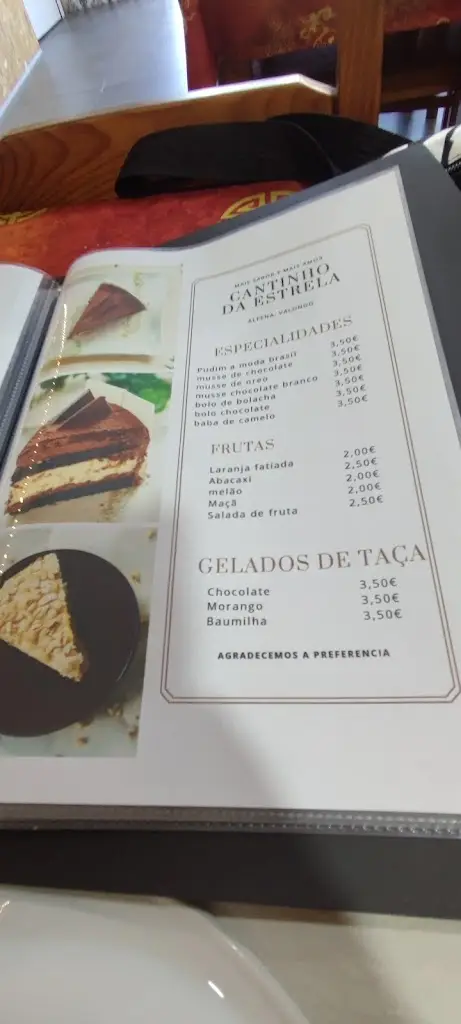 MAIS SABOR E MAIS AMOR
CANTINHO
DA ESTRELA
ALFENA, VALONGO
ESPECIALIDADES
Pudim a moda brasil 3,50€
musse de chocolate 3,50€
musse de oreo 3,50€
musse chocolate branco 3,50€
bolo de bolacha 3,50€
bolo chocolate 3,50€
baba de camelo
FRUTAS
Laranja fatiada 2,00€
Abacaxi 2,50€
melão 2,00€
Maçã 2,00€
Salada de fruta 2,50€
GELADOS DE TAÇA
Chocolate 3,50€
Morango 3,50€
Baumilha 3,50€
AGRADECEMOS A PREFERENCIA